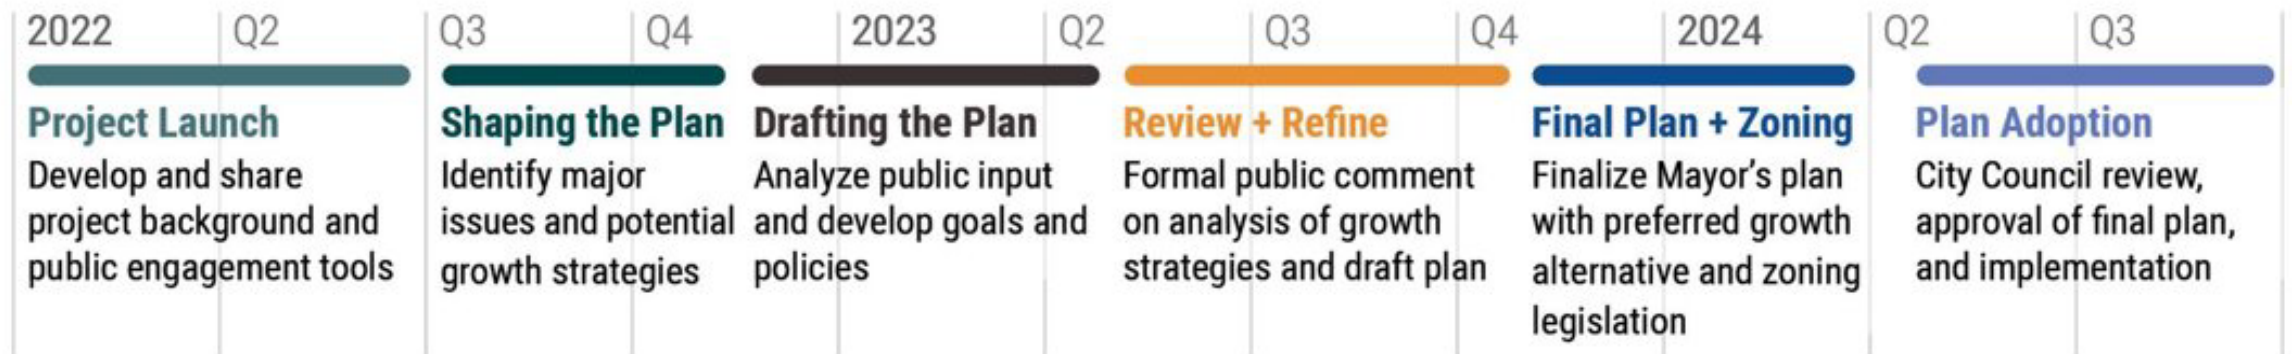 2022 Q2 Q3 Q4 2023 Q2 Q3 Q4 2024 Q2 Q3
Project Launch
Develop and share
project background and
public engagement tools
Shaping the Plan
Identify major
issues and potential
growth strategies
Drafting the Plan
Analyze public input
and develop goals and
policies
Review + Refine
Formal public comment
on analysis of growth
strategies and draft plan
Final Plan + Zoning
Finalize Mayor’s plan
with preferred growth
alternative and zoning
legislation
Plan Adoption
City Council review,
approval of final plan,
and implementation